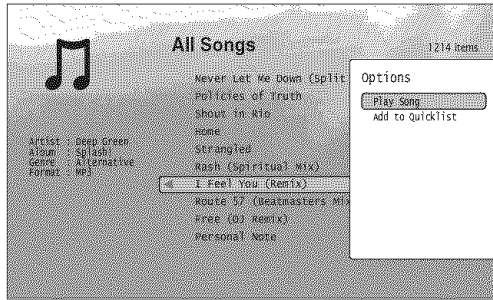 All Songs
1214 items
Never Let Me Down (Split
Policies of Truth
Shout in Rio
Home
Strangled
Rash (Spiritual Mix)
I Feel You (Remix)
Route 57 (Beatmasters Mix
Free (DJ Remix)
Personal Note
Artist : Deep Green
Album : Splash!
Genre : Alternative
Format : MP3
Options
Play Song
Add to Quicklist